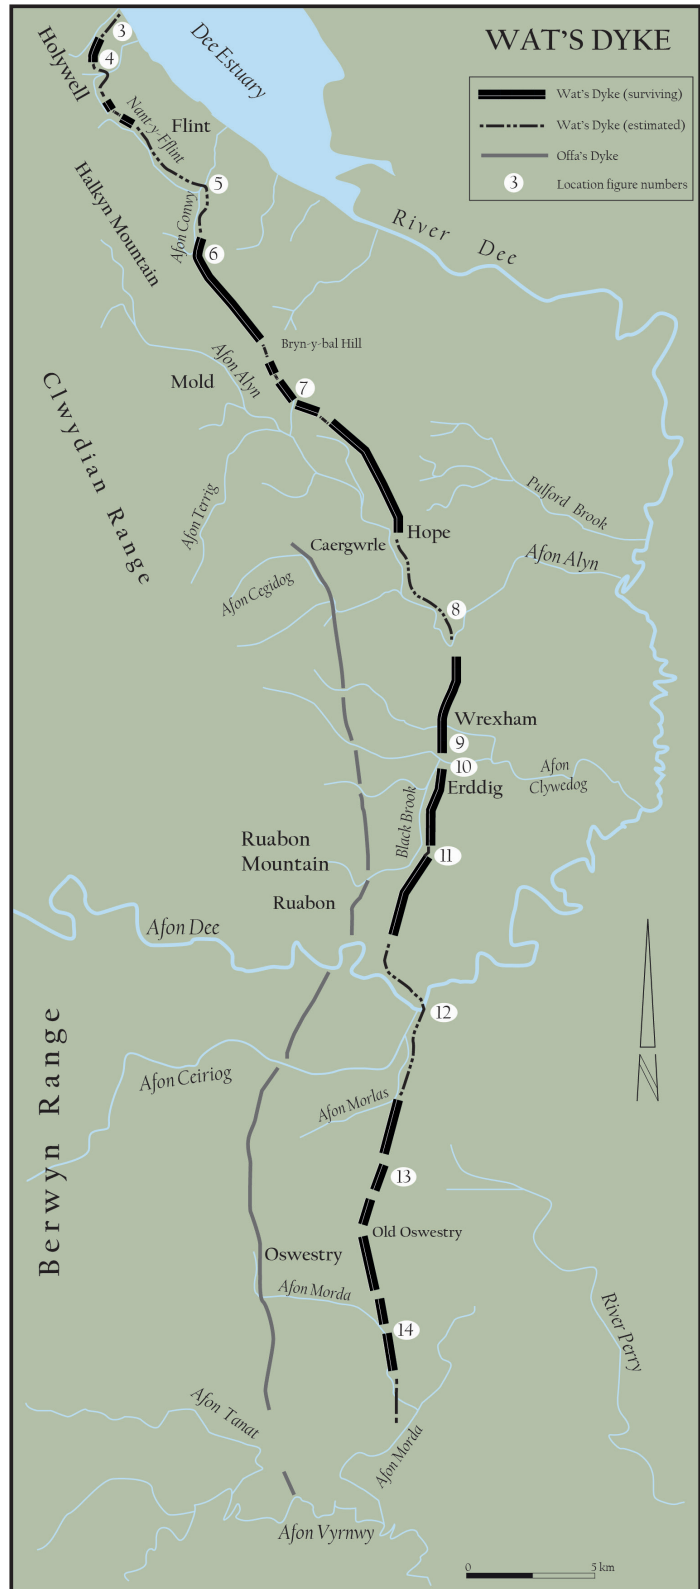 WAT'S DYKE
Wat's Dyke (surviving)
Wat's Dyke (estimated)
Offa's Dyke
3 Location figure numbers
3
Dee Estuary
4
Holywell
Nant-y-Fflint
Flint
5
Halkyn Mountain
Afon Conwy
6
River Dee
Bryn-y-bal Hill
Afon Alyn
Mold
7
Clwydian Range
Pulford Brook
Afon Terrig
Hope
Caergwrle
Afon Alyn
Afon Cegidog
8
Wrexham
9
10
Afon
Clywedog
Erddig
Black Brook
Ruabon
Mountain
11
Ruabon
Afon Dee
12
Berwyn Range
Afon Ceiriog
Afon Morlas
13
Old Oswestry
Oswestry
Afon Morda
14
River Perry
Afon Tanat
Afon Morda
Afon Vyrnwy
N
0
5 km